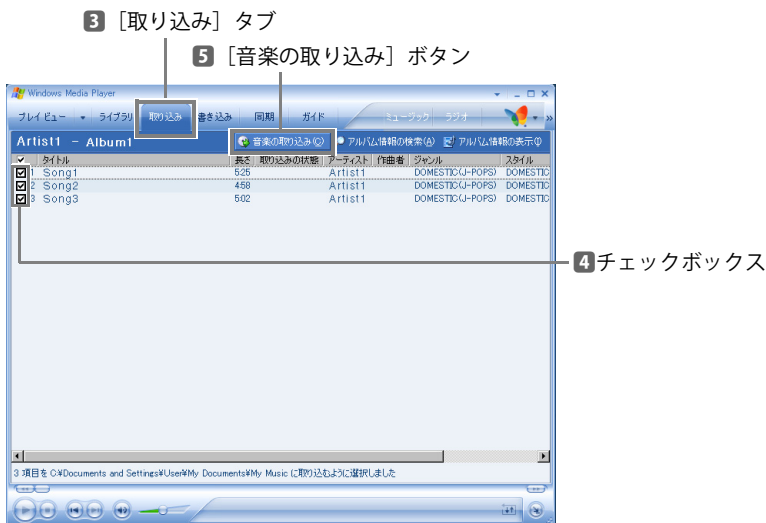 3 ［取り込み］タブ
5 ［音楽の取り込み］ボタン
Windows Media Player
プレイ ビュー ライブラリ 取り込み 書き込み 同期 ガイド ミュージック ラジオ
Artist1 - Album1 音楽の取り込み(C) アルバム情報の検索(A) アルバム情報の表示(I)
タイトル 長さ 取り込みの状態 アーティスト 作曲者 ジャンル スタイル
1 Song1 5:25 Artist1 DOMESTIC(J-POPS) DOMESTIC
2 Song2 4:58 Artist1 DOMESTIC(J-POPS) DOMESTIC
3 Song3 5:02 Artist1 DOMESTIC(J-POPS) DOMESTIC
4 チェックボックス
3 項目を C:¥Documents and Settings¥User¥My Documents¥My Music に取り込むように選択しました